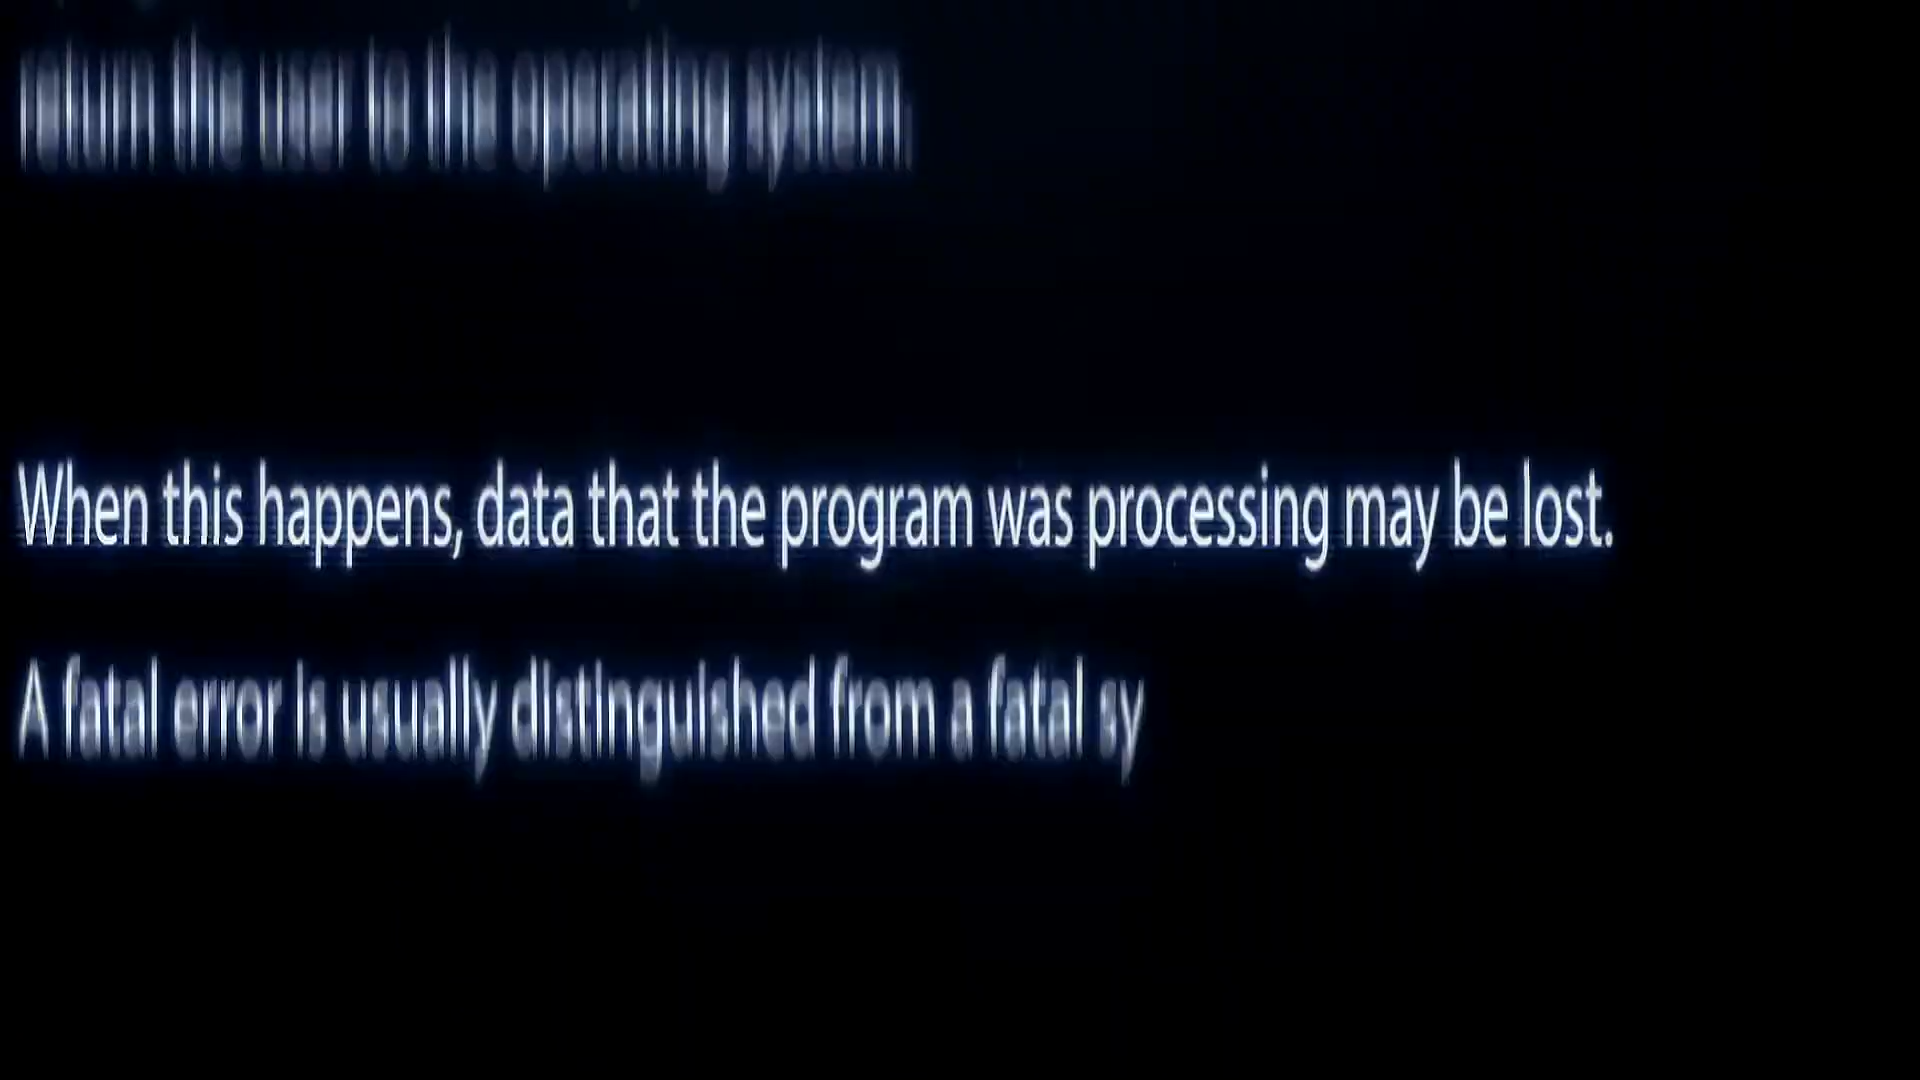 return the user to the operating system.
When this happens, data that the program was processing may be lost.
A fatal error is usually distinguished from a fatal sy